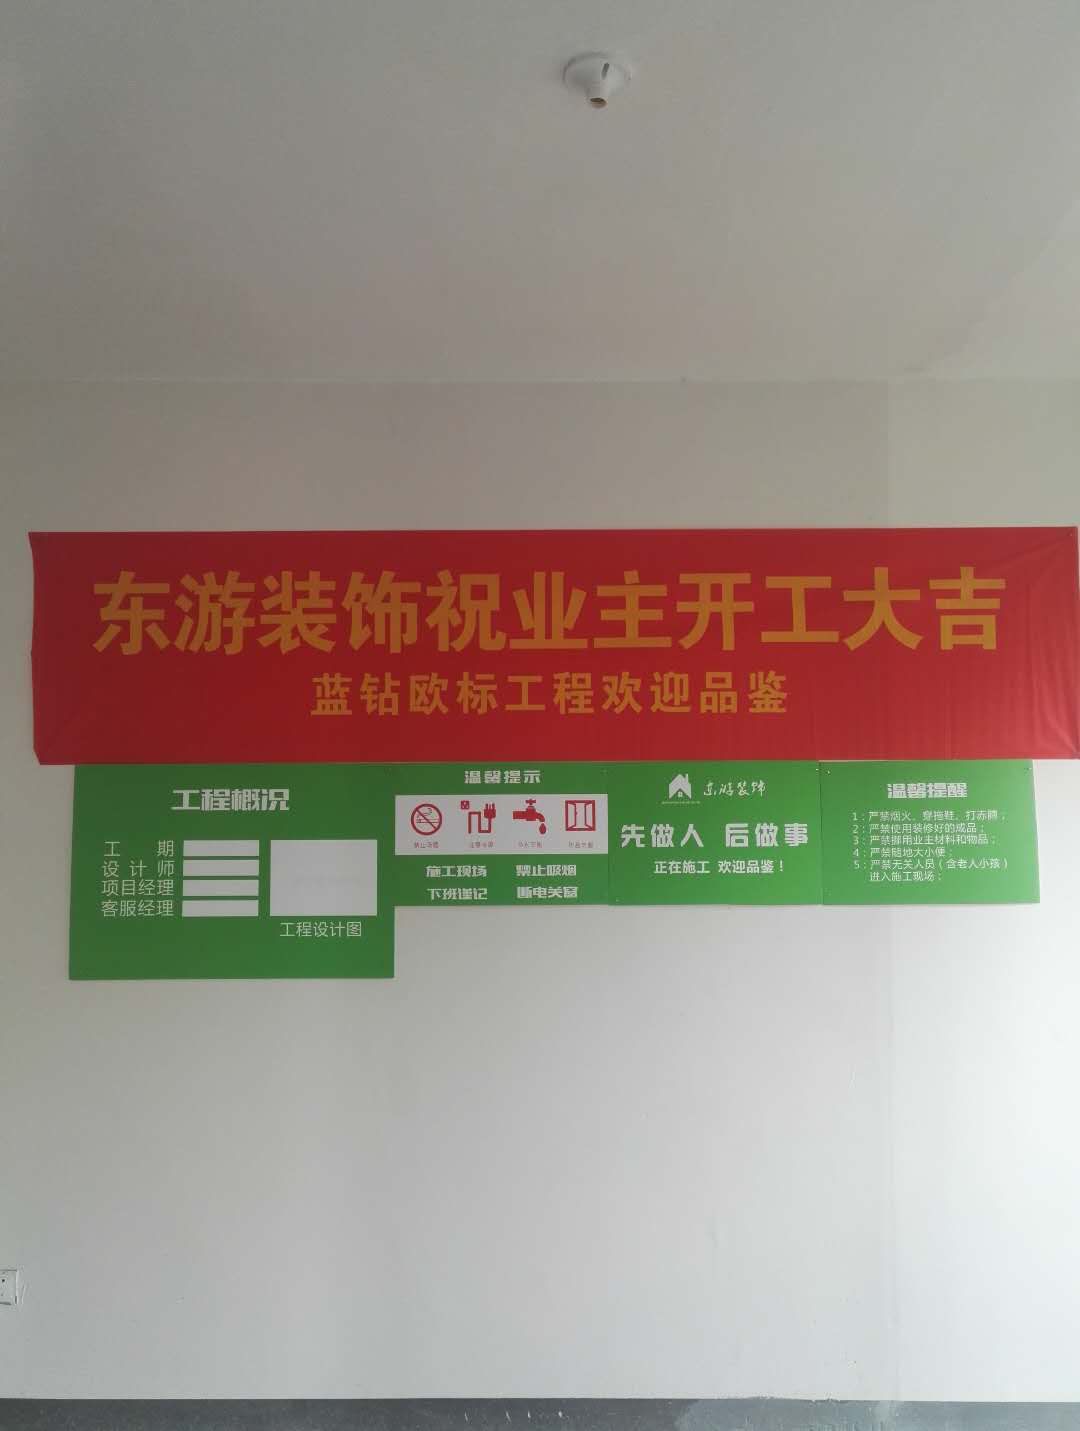 东游装饰祝业主开工大吉
蓝钻欧标工程欢迎品鉴
工程概况
工 期
设 计 师
项目经理
客服经理
工程设计图
温馨提示
禁止吸烟
施工现场 禁止吸烟
下班谨记 断电关窗
东游装饰
先做人 后做事
正在施工 欢迎品鉴！
温馨提醒
1：严禁烟火、穿拖鞋、打赤膊；
2：严禁使用装修好的成品；
3：严禁挪用业主材料和物品；
4：严禁随地大小便；
5：严禁无关人员（含老人小孩）
进入施工现场；